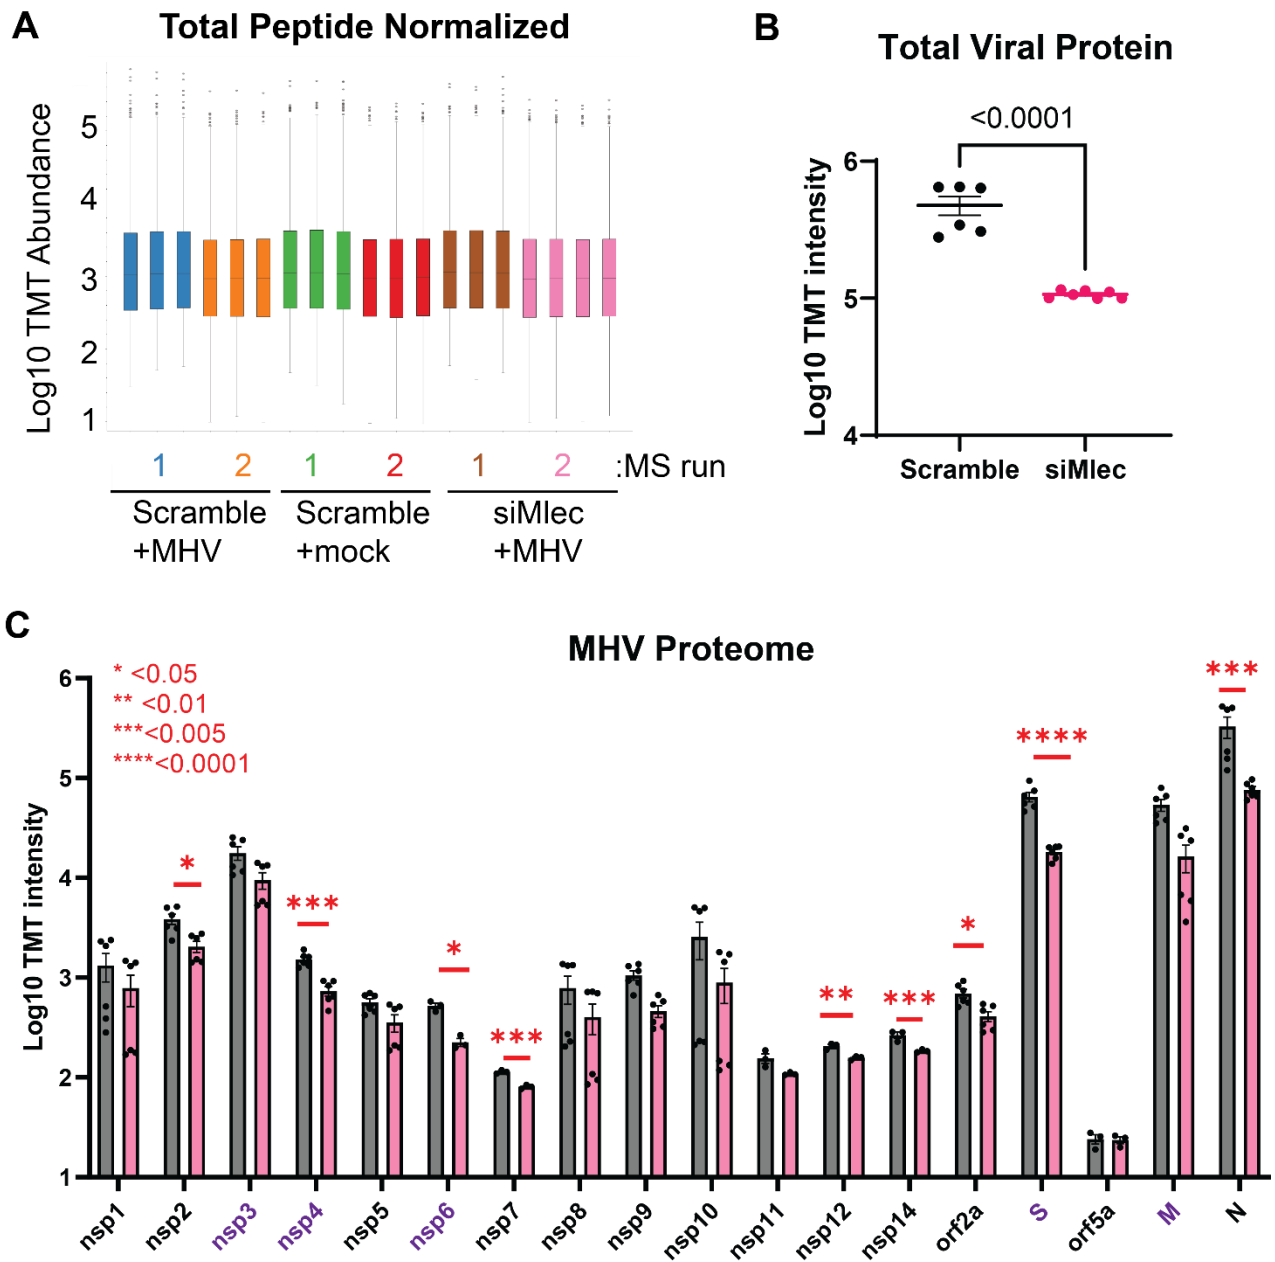 A
Total Peptide Normalized
Log10 TMT Abundance
5
4
3
2
1
1 2 1 2 1 2 :MS run
Scramble
+MHV
Scramble
+mock
siMlec
+MHV
B
Total Viral Protein
<0.0001
Log10 TMT intensity
6
5
4
Scramble siMlec
C
MHV Proteome
* <0.05
** <0.01
***<0.005
****<0.0001
Log10 TMT intensity
6
5
4
3
2
1
*
***
*
***
**
***
*
****
***
nsp1 nsp2 nsp3 nsp4 nsp5 nsp6 nsp7 nsp8 nsp9 nsp10 nsp11 nsp12 nsp14 orf2a S orf5a M N